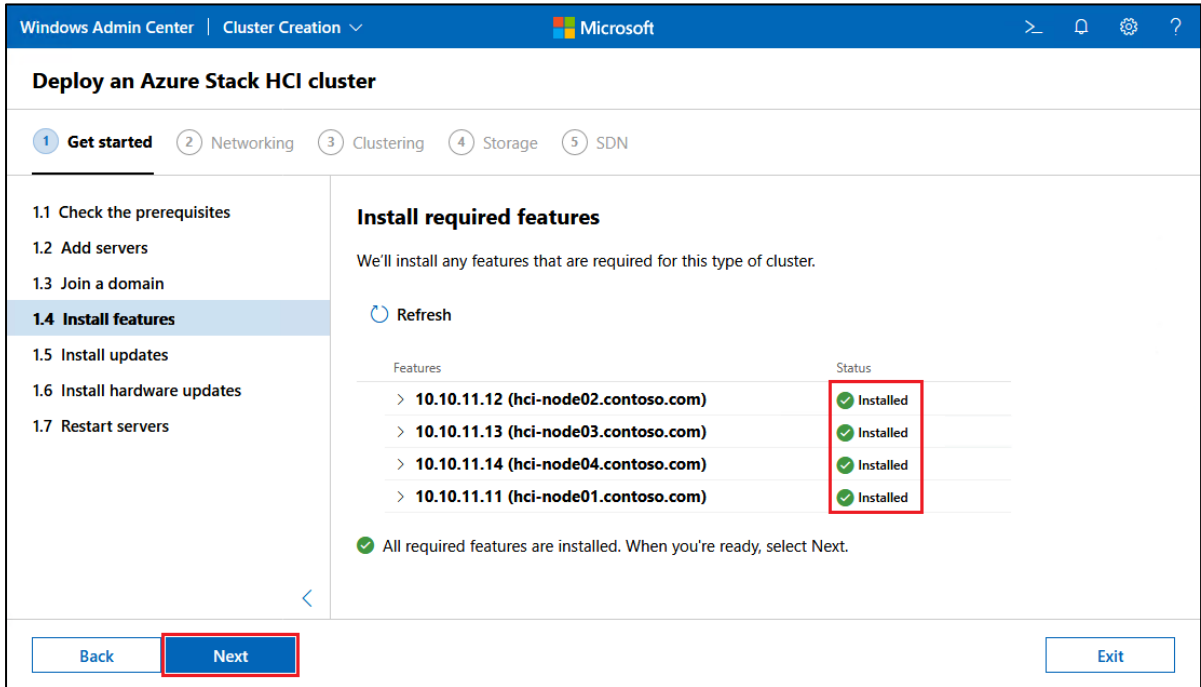 Windows Admin Center | Cluster Creation Microsoft >_ ?
Deploy an Azure Stack HCI cluster
1 Get started 2 Networking 3 Clustering 4 Storage 5 SDN
1.1 Check the prerequisites
1.2 Add servers
1.3 Join a domain
1.4 Install features
1.5 Install updates
1.6 Install hardware updates
1.7 Restart servers
Install required features
We'll install any features that are required for this type of cluster.
Refresh
Features Status
> 10.10.11.12 (hci-node02.contoso.com) Installed
> 10.10.11.13 (hci-node03.contoso.com) Installed
> 10.10.11.14 (hci-node04.contoso.com) Installed
> 10.10.11.11 (hci-node01.contoso.com) Installed
All required features are installed. When you're ready, select Next.
Back Next Exit